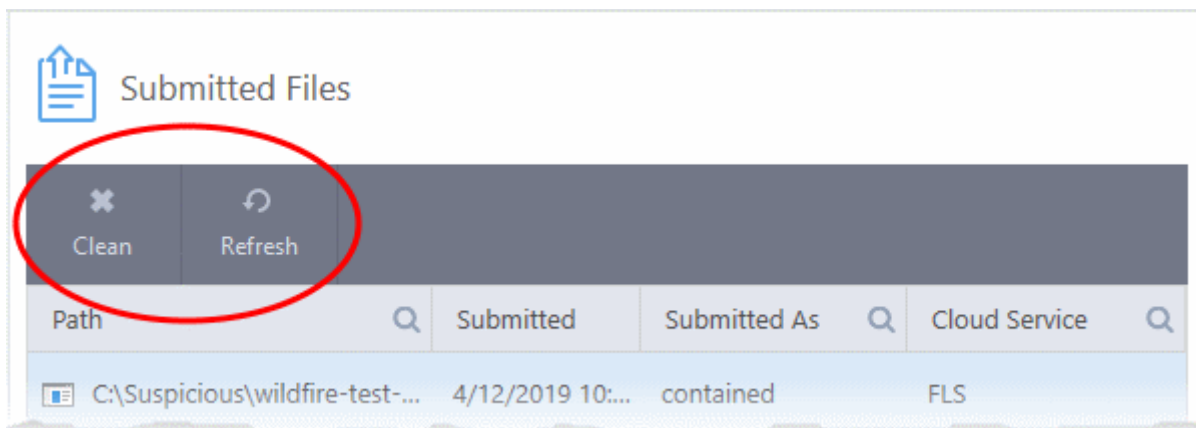 Submitted Files
Clean Refresh
Path Submitted Submitted As Cloud Service
C:\Suspicious\wildfire-test-... 4/12/2019 10:... contained FLS